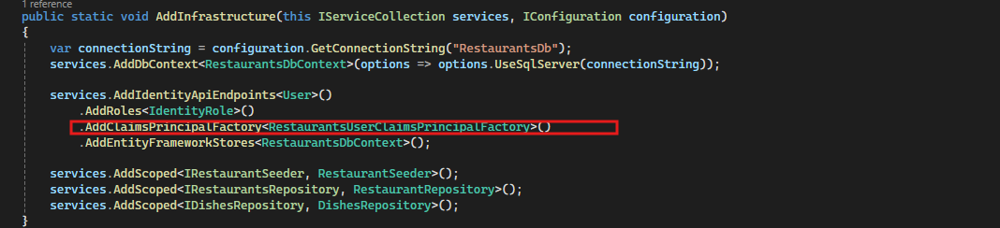 1 reference
public static void AddInfrastructure(this IServiceCollection services, IConfiguration configuration)
{
var connectionString = configuration.GetConnectionString("RestaurantsDb");
services.AddDbContext<RestaurantsDbContext>(options => options.UseSqlServer(connectionString));
services.AddIdentityApiEndpoints<User>()
.AddRoles<IdentityRole>()
.AddClaimsPrincipalFactory<RestaurantsUserClaimsPrincipalFactory>()
.AddEntityFrameworkStores<RestaurantsDbContext>();
services.AddScoped<IRestaurantSeeder, RestaurantSeeder>();
services.AddScoped<IRestaurantsRepository, RestaurantRepository>();
services.AddScoped<IDishesRepository, DishesRepository>();
}